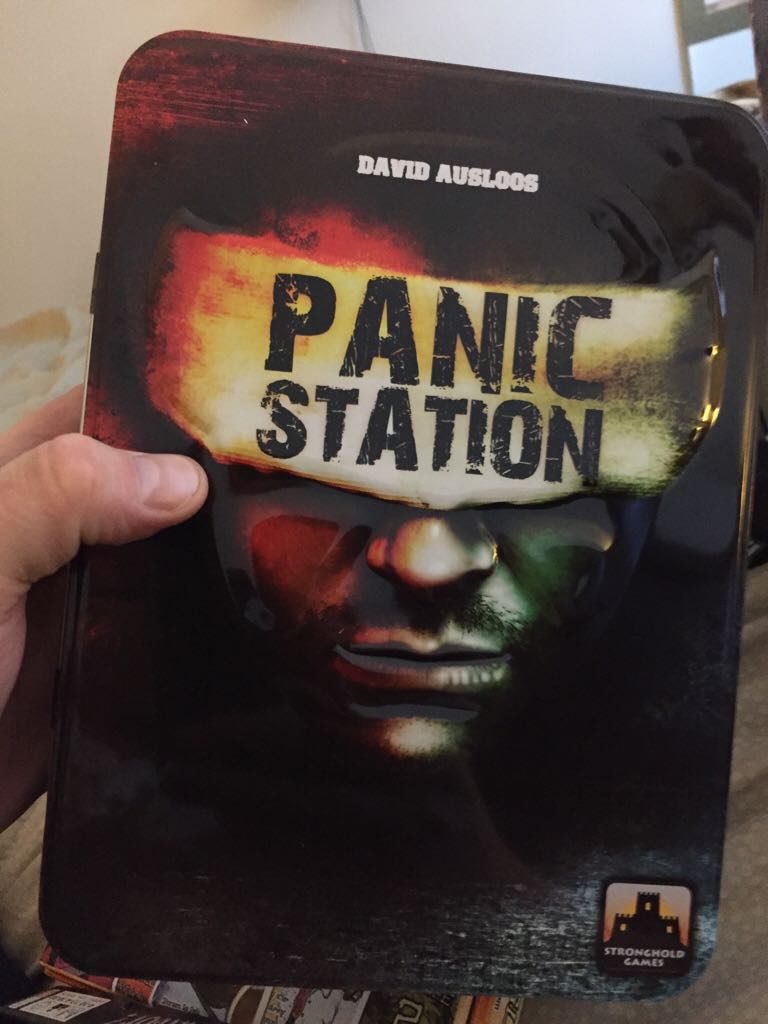 DAVID AUSLOOS
PANIC
STATION
STRONGHOLD
GAMES